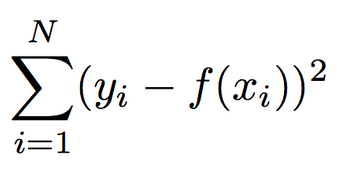 N
∑(yᵢ − f(xᵢ))²
i=1